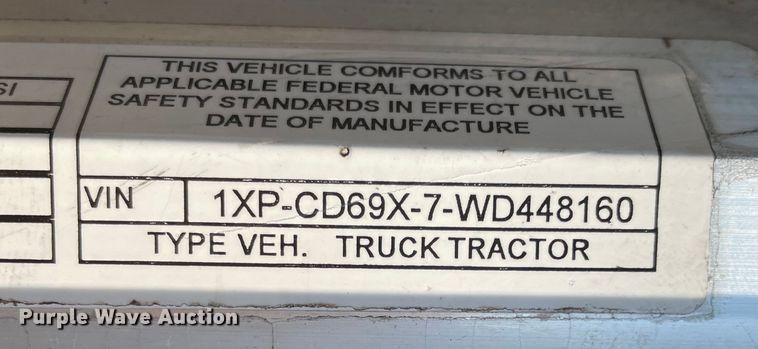 THIS VEHICLE COMFORMS TO ALL
APPLICABLE FEDERAL MOTOR VEHICLE
SAFETY STANDARDS IN EFFECT ON THE
DATE OF MANUFACTURE
SI
VIN 1XP-CD69X-7-WD448160
TYPE VEH. TRUCK TRACTOR
Purple Wave Auction